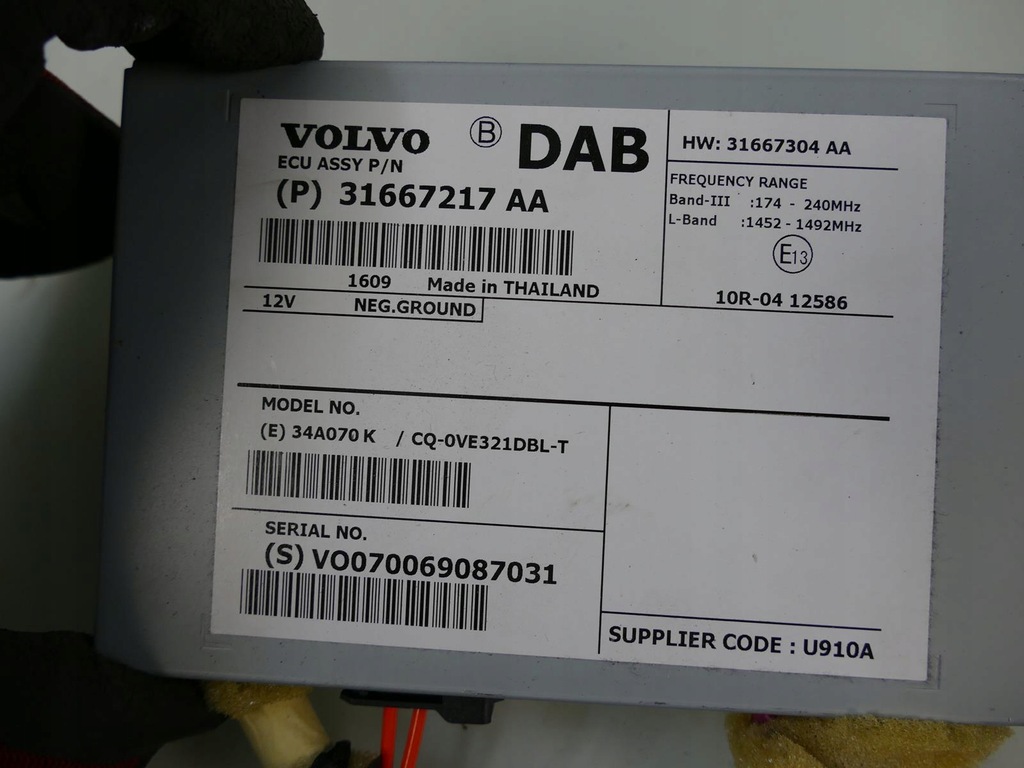 VOLVO Ⓑ DAB
ECU ASSY P/N
(P) 31667217 AA
1609 Made in THAILAND
12V NEG.GROUND
HW: 31667304 AA
FREQUENCY RANGE
Band-III :174 - 240MHz
L-Band :1452 - 1492MHz
E13
10R-04 12586
MODEL NO.
(E) 34A070 K / CQ-0VE321DBL-T
SERIAL NO.
(S) VO070069087031
SUPPLIER CODE : U910A